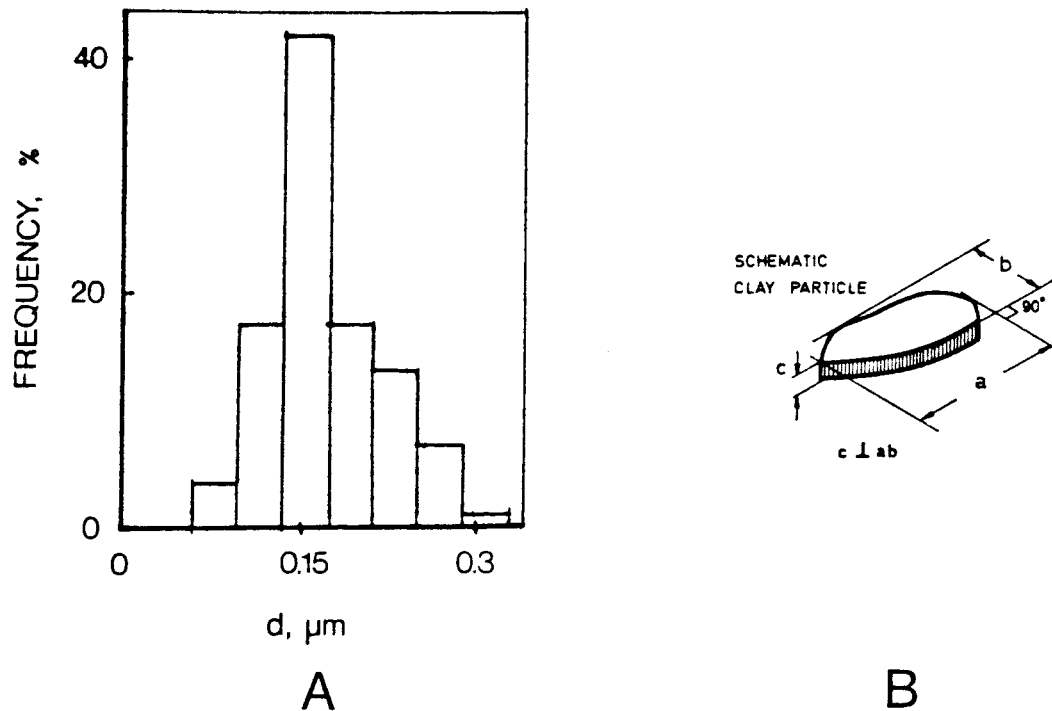 FREQUENCY, %
40
20
0
0
0.15
0.3
d, µm
A
SCHEMATIC
CLAY PARTICLE
b
90°
c
a
c ⊥ ab
B